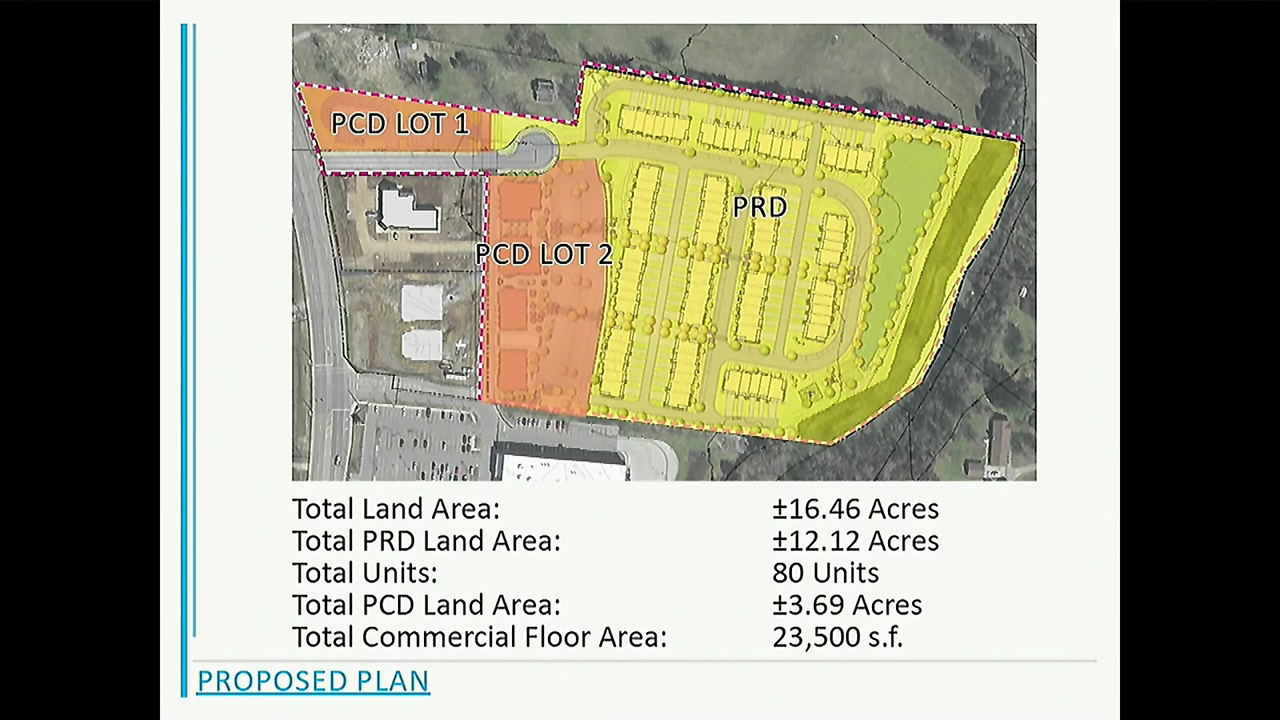 PCD LOT 1
PRD
PCD LOT 2
Total Land Area: ±16.46 Acres
Total PRD Land Area: ±12.12 Acres
Total Units: 80 Units
Total PCD Land Area: ±3.69 Acres
Total Commercial Floor Area: 23,500 s.f.
PROPOSED PLAN